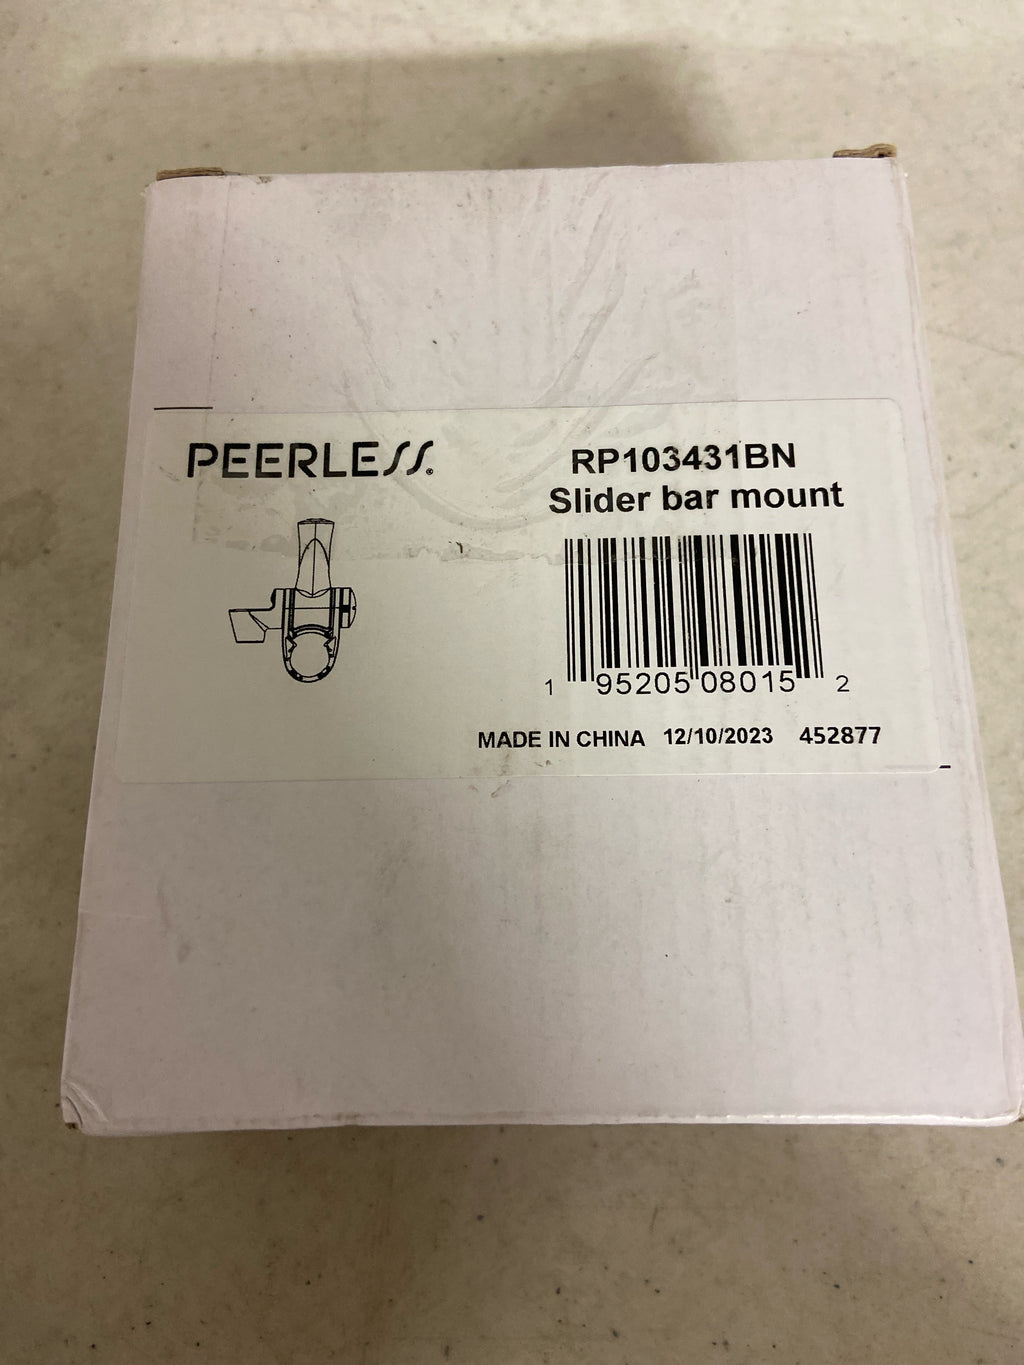 PEERLESS®
RP103431BN
Slider bar mount
1 95205 08015 2
MADE IN CHINA 12/10/2023 452877